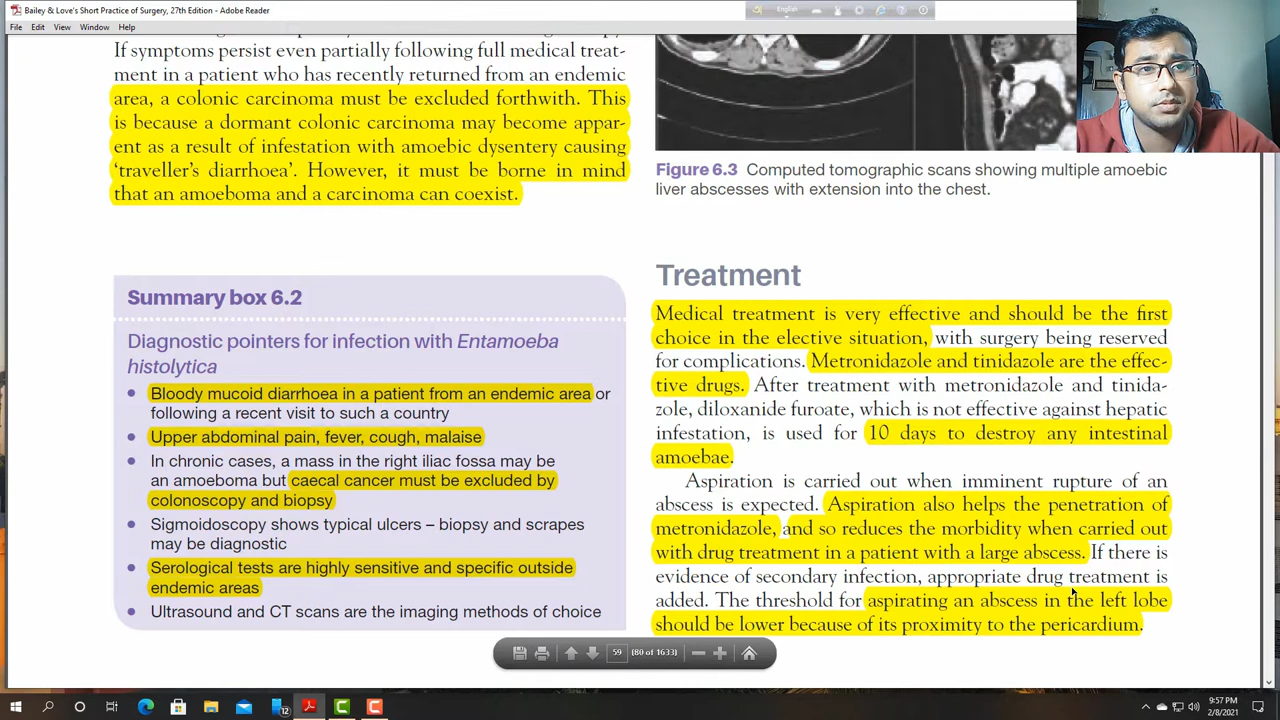 Bailey & Love's Short Practice of Surgery, 27th Edition - Adobe Reader
English
File Edit View Window Help
If symptoms persist even partially following full medical treat-
ment in a patient who has recently returned from an endemic
area, a colonic carcinoma must be excluded forthwith. This
is because a dormant colonic carcinoma may become appar-
ent as a result of infestation with amoebic dysentery causing
‘traveller’s diarrhoea’. However, it must be borne in mind
that an amoeboma and a carcinoma can coexist.
Summary box 6.2
Diagnostic pointers for infection with Entamoeba
histolytica
• Bloody mucoid diarrhoea in a patient from an endemic area or
following a recent visit to such a country
• Upper abdominal pain, fever, cough, malaise
• In chronic cases, a mass in the right iliac fossa may be
an amoeboma but caecal cancer must be excluded by
colonoscopy and biopsy
• Sigmoidoscopy shows typical ulcers – biopsy and scrapes
may be diagnostic
• Serological tests are highly sensitive and specific outside
endemic areas
• Ultrasound and CT scans are the imaging methods of choice
Figure 6.3 Computed tomographic scans showing multiple amoebic
liver abscesses with extension into the chest.
Treatment
Medical treatment is very effective and should be the first
choice in the elective situation, with surgery being reserved
for complications. Metronidazole and tinidazole are the effec-
tive drugs. After treatment with metronidazole and tinida-
zole, diloxanide furoate, which is not effective against hepatic
infestation, is used for 10 days to destroy any intestinal
amoebae.
Aspiration is carried out when imminent rupture of an
abscess is expected. Aspiration also helps the penetration of
metronidazole, and so reduces the morbidity when carried out
with drug treatment in a patient with a large abscess. If there is
evidence of secondary infection, appropriate drug treatment is
added. The threshold for aspirating an abscess in the left lobe
should be lower because of its proximity to the pericardium.
59 (80 of 1633)
12
9:57 PM
2/8/2021